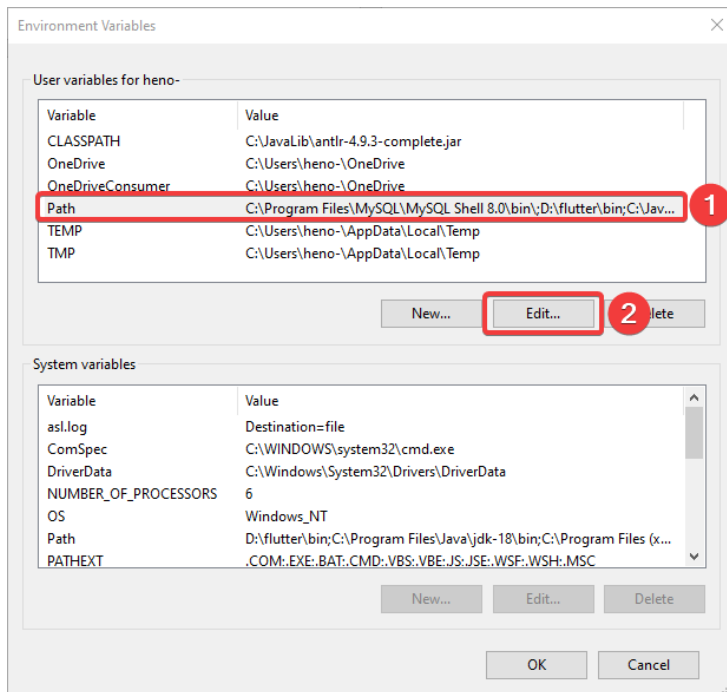 Environment Variables
User variables for heno-
Variable Value
CLASSPATH C:\JavaLib\antlr-4.9.3-complete.jar
OneDrive C:\Users\heno-\OneDrive
OneDriveConsumer C:\Users\heno-\OneDrive
Path C:\Program Files\MySQL\MySQL Shell 8.0\bin\;D:\flutter\bin;C:\Jav... 1
TEMP C:\Users\heno-\AppData\Local\Temp
TMP C:\Users\heno-\AppData\Local\Temp
New... Edit... 2 lete
System variables
Variable Value
asl.log Destination=file
ComSpec C:\WINDOWS\system32\cmd.exe
DriverData C:\Windows\System32\Drivers\DriverData
NUMBER_OF_PROCESSORS 6
OS Windows_NT
Path D:\flutter\bin;C:\Program Files\Java\jdk-18\bin;C:\Program Files (x...
PATHEXT .COM;.EXE;.BAT;.CMD;.VBS;.VBE;.JS;.JSE;.WSF;.WSH;.MSC
New... Edit... Delete
OK Cancel